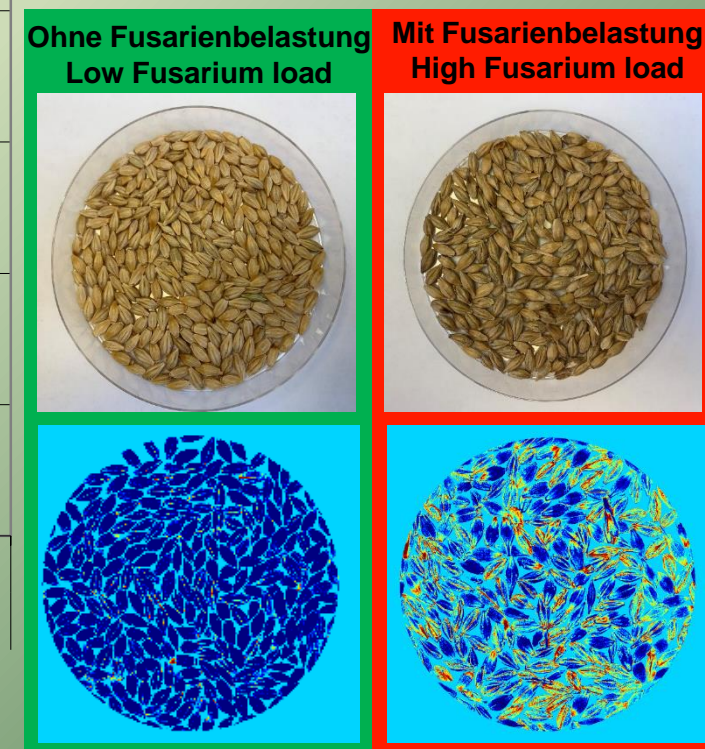 Ohne Fusarienbelastung
Low Fusarium load
Mit Fusarienbelastung
High Fusarium load